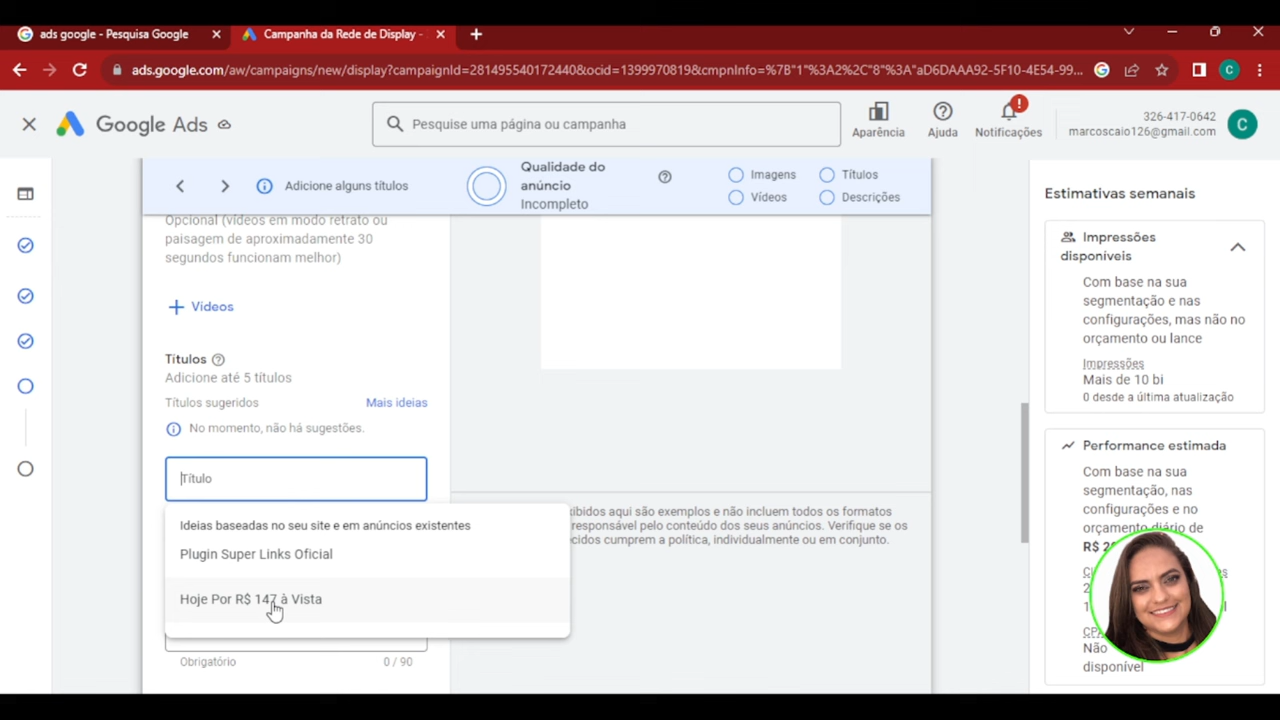 ads google - Pesquisa Google
Campanha da Rede de Display -
ads.google.com/aw/campaigns/new/display?campaignId=2814955401724​40&ocid=1399970819&cmpnInfo=%7B"1"%3A2%2C"8"%3A"aD6DAAA92-5F10-4E54-99...
C
Google Ads
Pesquise uma página ou campanha
Aparência
Ajuda
Notificações
326-417-0642
marcoscaio126@gmail.com
C
Adicione alguns títulos
Qualidade do
anúncio
Incompleto
Imagens
Títulos
Vídeos
Descrições
Opcional (vídeos em modo retrato ou
paisagem de aproximadamente 30
segundos funcionam melhor)
Vídeos
Títulos
Adicione até 5 títulos
Títulos sugeridos
Mais ideias
No momento, não há sugestões.
Título
Ideias baseadas no seu site e em anúncios existentes
Plugin Super Links Oficial
Hoje Por R$ 147 à Vista
Obrigatório
0 / 90
exibidos aqui são exemplos e não incluem todos os formatos
responsável pelo conteúdo dos seus anúncios. Verifique se os
cumprem a política, individualmente ou em conjunto.
Estimativas semanais
Impressões
disponíveis
Com base na sua
segmentação e nas
configurações, mas não no
orçamento ou lance
Impressões
Mais de 10 bi
0 desde a última atualização
Performance estimada
Com base na sua
segmentação, nas
configurações e no
orçamento diário de
R$
Não
disponível